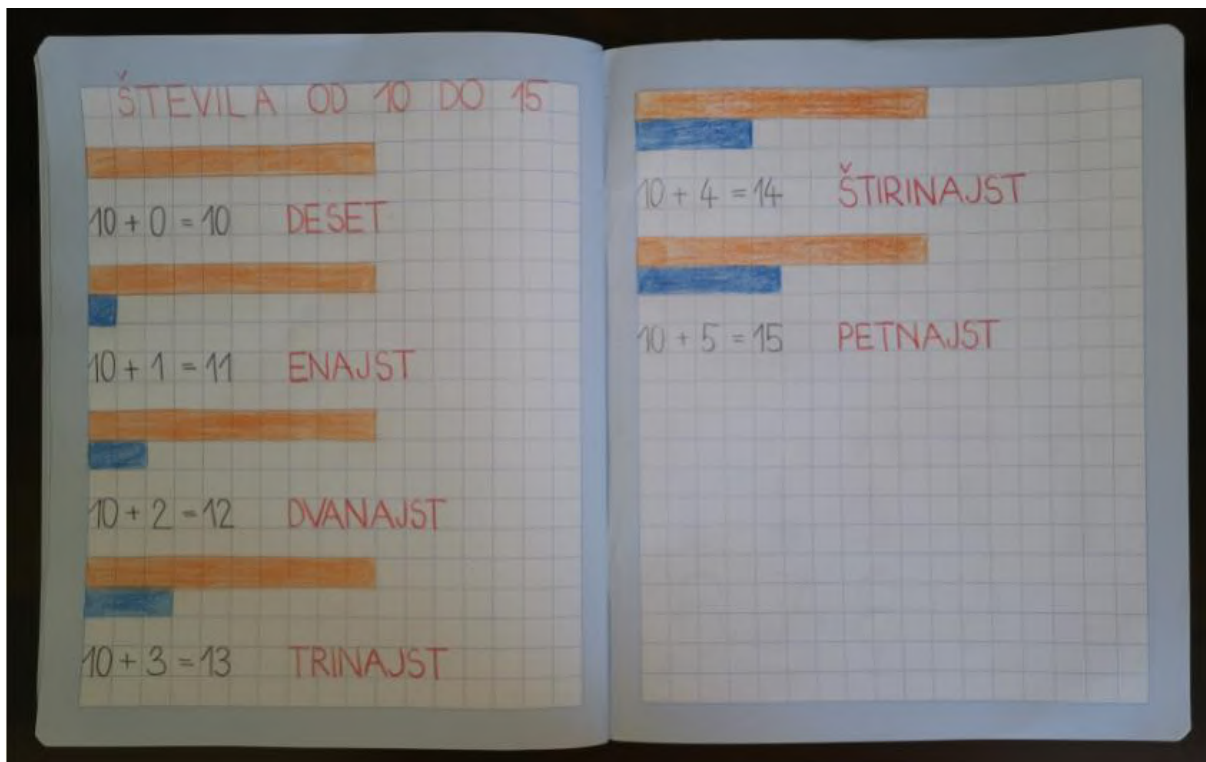 ŠTEVILA OD 10 DO 15
10 + 0 = 10 DESET
10 + 1 = 11 ENAJST
10 + 2 = 12 DVANAJST
10 + 3 = 13 TRINAJST
10 + 4 = 14 ŠTIRINAJST
10 + 5 = 15 PETNAJST